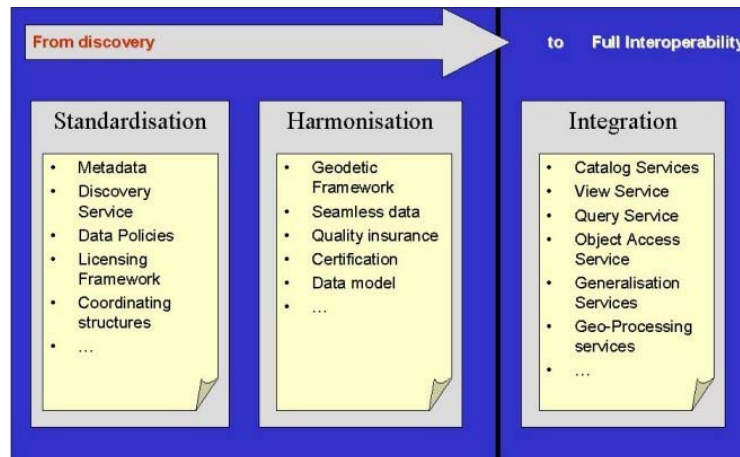 From discovery to Full Interoperability
Standardisation
• Metadata
• Discovery
Service
• Data Policies
• Licensing
Framework
• Coordinating
structures
• …
Harmonisation
• Geodetic
Framework
• Seamless data
• Quality insurance
• Certification
• Data model
• …
Integration
• Catalog Services
• View Service
• Query Service
• Object Access
Service
• Generalisation
Services
• Geo-Processing
services
• …